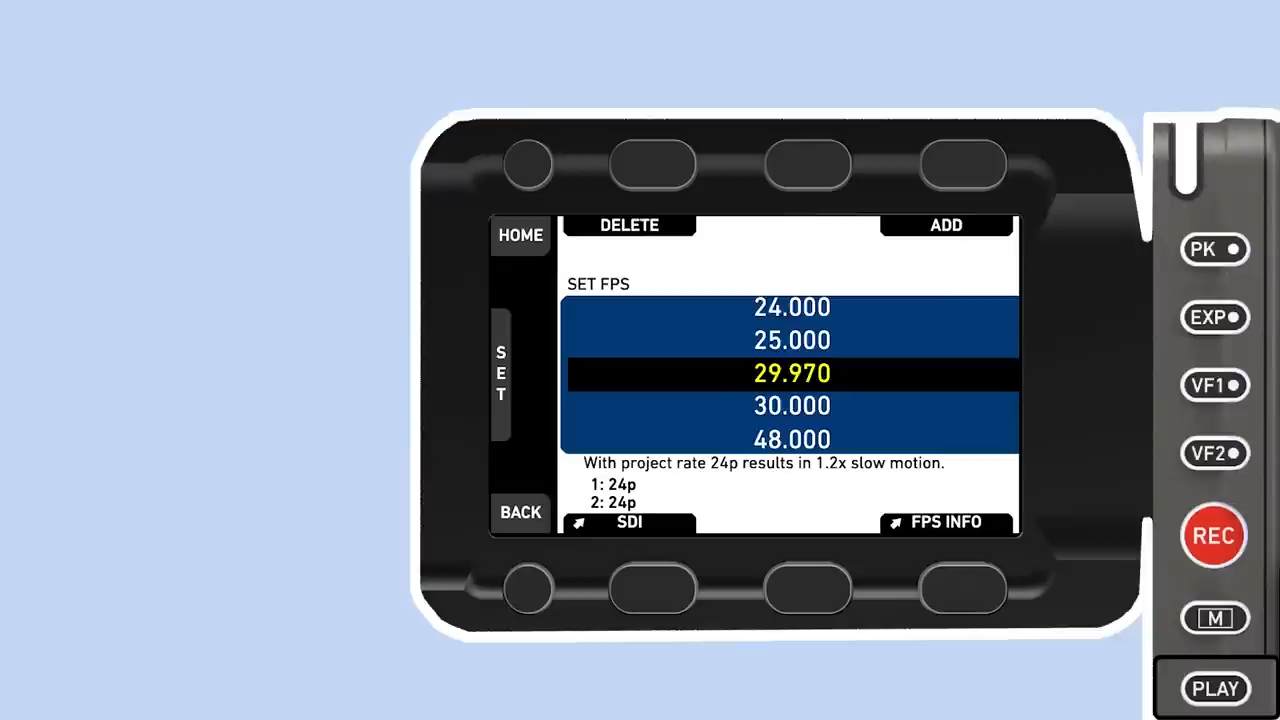 DELETE
ADD
HOME
SET FPS
24.000
25.000
29.970
30.000
48.000
SET
With project rate 24p results in 1.2x slow motion.
1: 24p
2: 24p
BACK
SDI
FPS INFO
PK
EXP
VF1
VF2
REC
M
PLAY